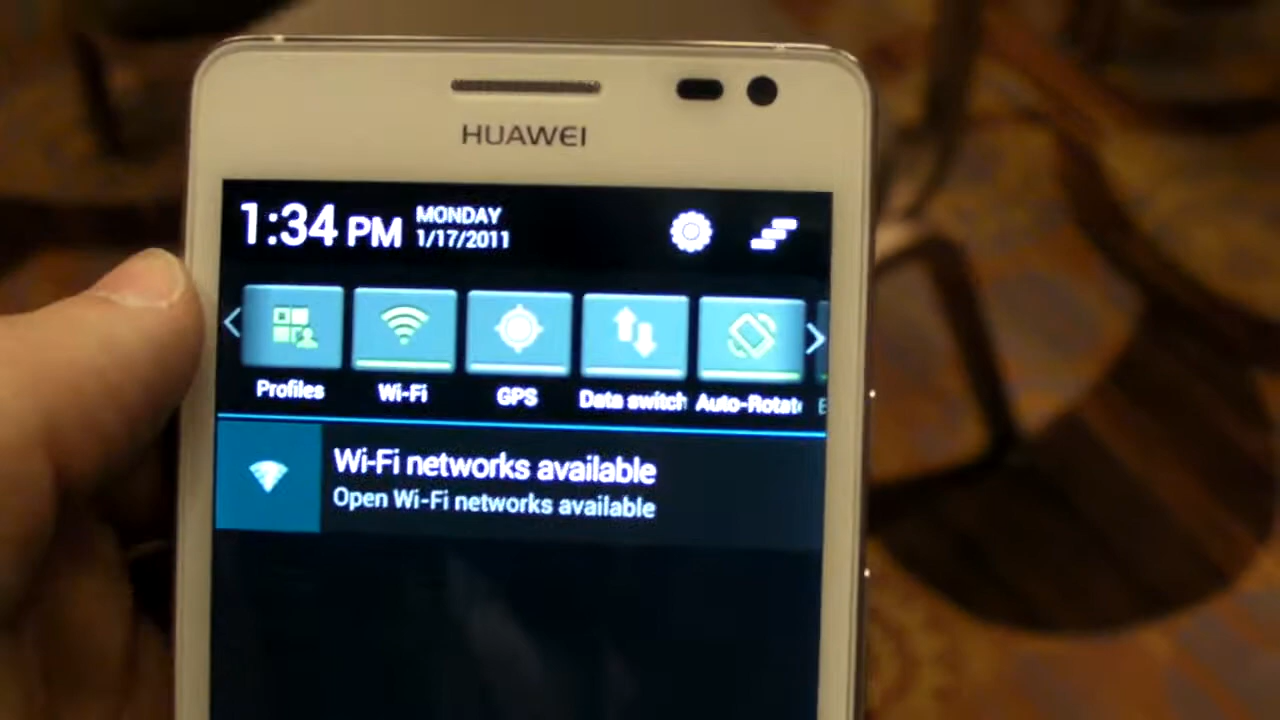 HUAWEI
1:34 PM
MONDAY
1/17/2011
Profiles
Wi-Fi
GPS
Data switch
Auto-Rotat
Wi-Fi networks available
Open Wi-Fi networks available